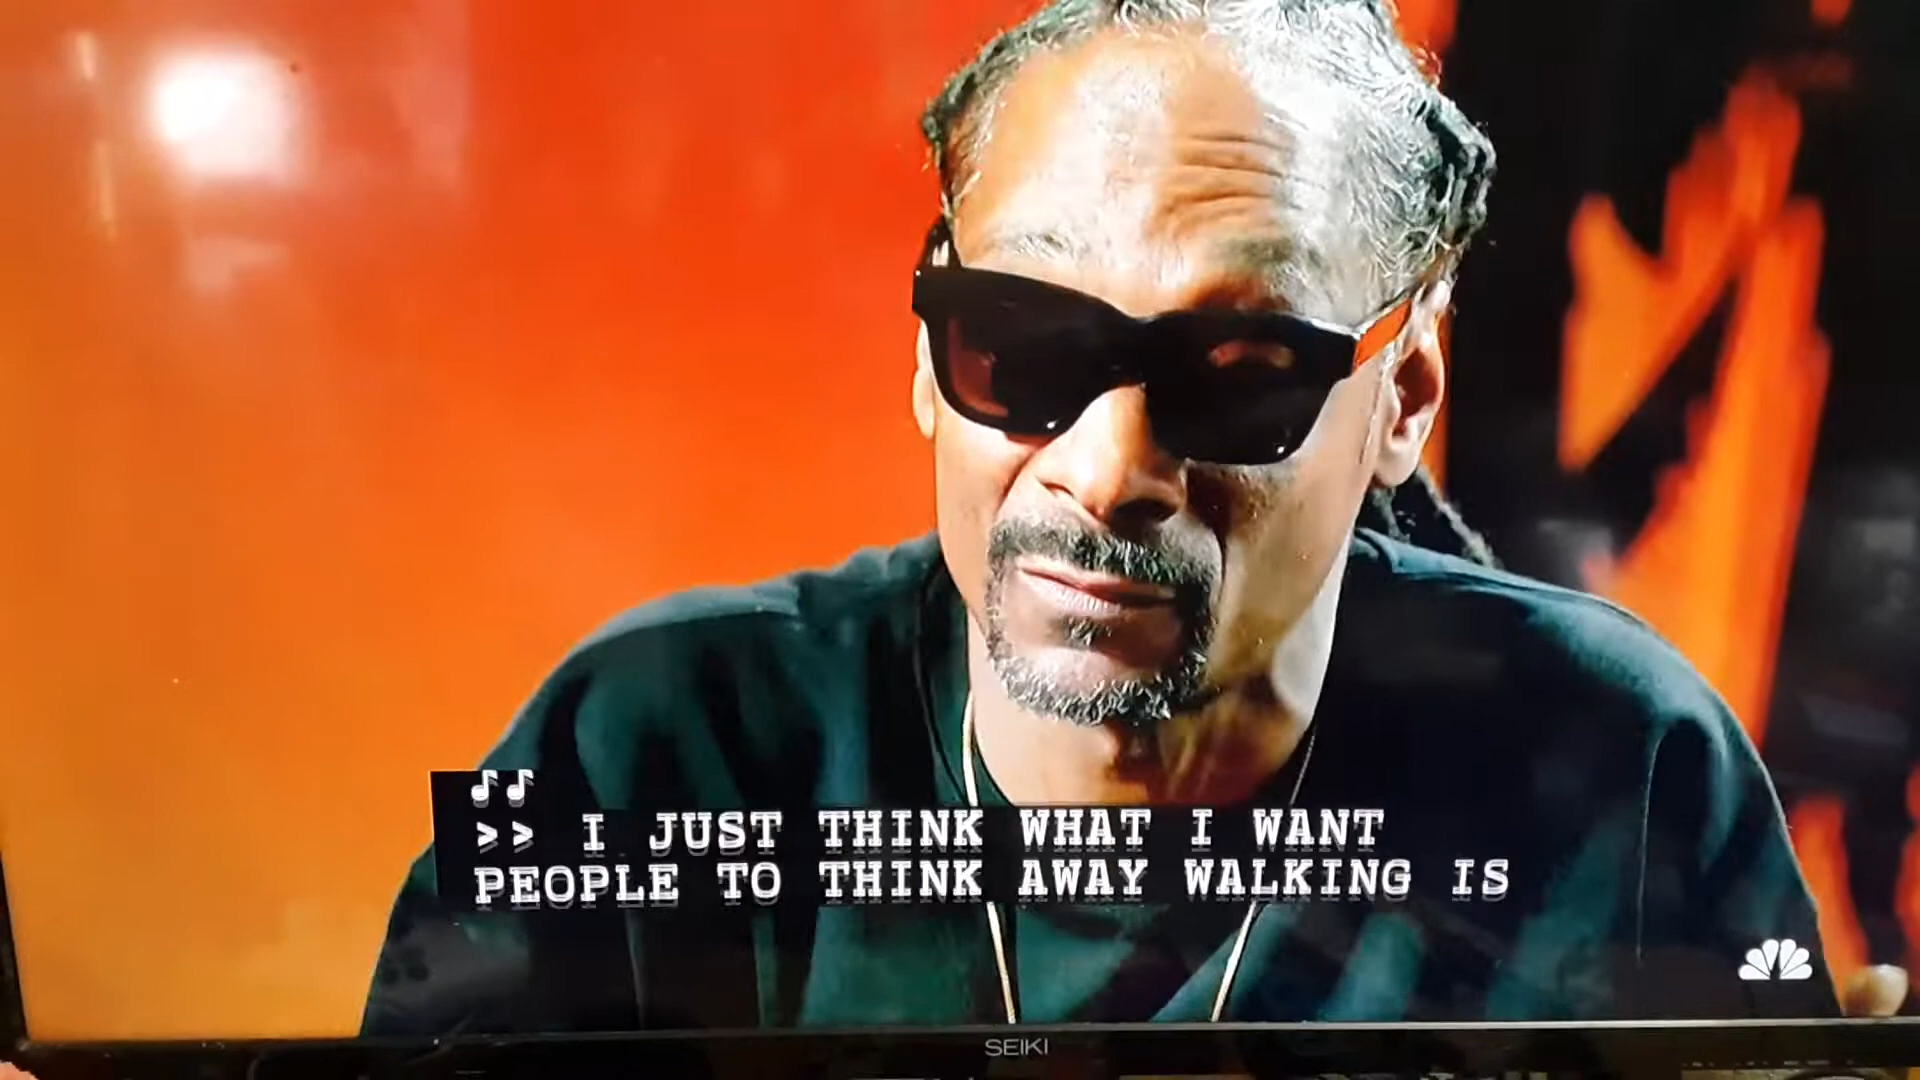 ♪♪
>> I JUST THINK WHAT I WANT
PEOPLE TO THINK AWAY WALKING IS
SEIKI